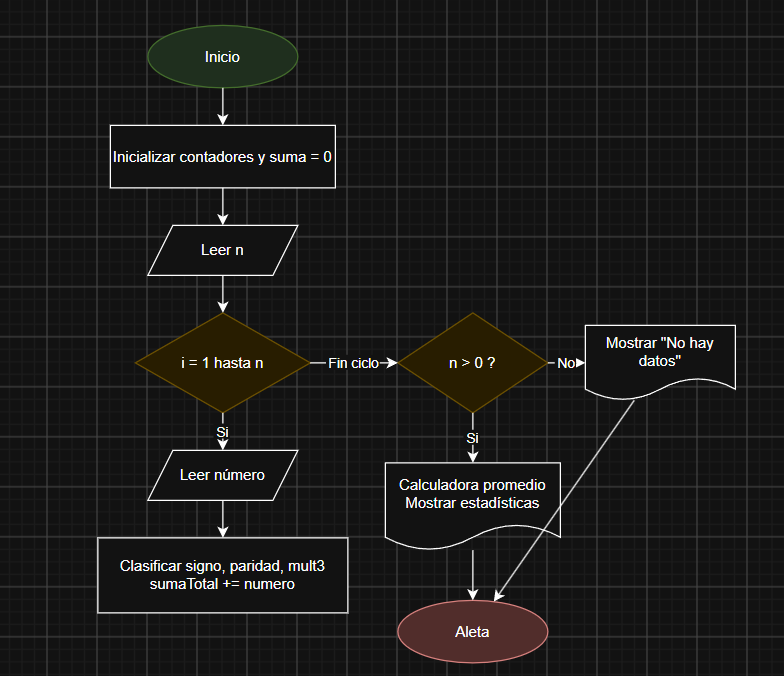 Inicio
Inicializar contadores y suma = 0
Leer n
i = 1 hasta n
Fin ciclo
n > 0 ?
No
Mostrar "No hay
datos"
Si
Leer número
Clasificar signo, paridad, mult3
sumaTotal += numero
Si
Calculadora promedio
Mostrar estadísticas
Aleta